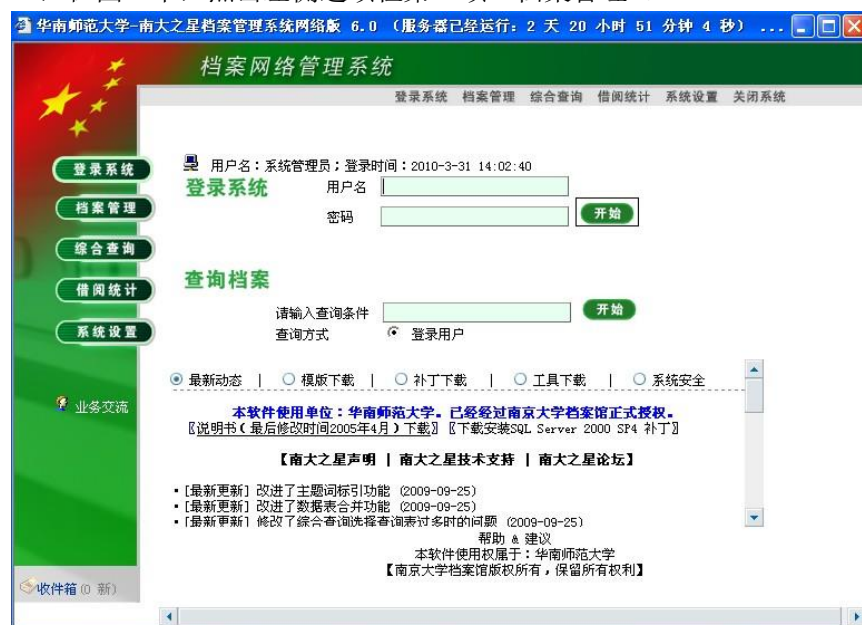 华南师范大学-南大之星档案管理系统网络版 6.0 (服务器已经运行: 2 天 20 小时 51 分钟 4 秒) ...
档案网络管理系统
登录系统 档案管理 综合查询 借阅统计 系统设置 关闭系统
用户名:系统管理员;登录时间:2010-3-31 14:02:40
登录系统
用户名
密码
开始
登录系统
档案管理
综合查询
借阅统计
系统设置
业务交流
查询档案
请输入查询条件
开始
查询方式 登录用户
最新动态 | 模版下载 | 补丁下载 | 工具下载 | 系统安全
本软件使用单位:华南师范大学。已经经过南京大学档案馆正式授权。
〖说明书(最后修改时间2005年4月)下载〗〖下载安装SQL Server 2000 SP4 补丁〗
【南大之星声明 | 南大之星技术支持 | 南大之星论坛】
▪[最新更新] 改进了主题词标引功能 (2009-09-25)
▪[最新更新] 改进了数据表合并功能 (2009-09-25)
▪[最新更新] 修改了综合查询选择查询表过多时的问题 (2009-09-25)
帮助 & 建议
本软件使用权属于:华南师范大学
【南京大学档案馆版权所有,保留所有权利】
收件箱(0 新)